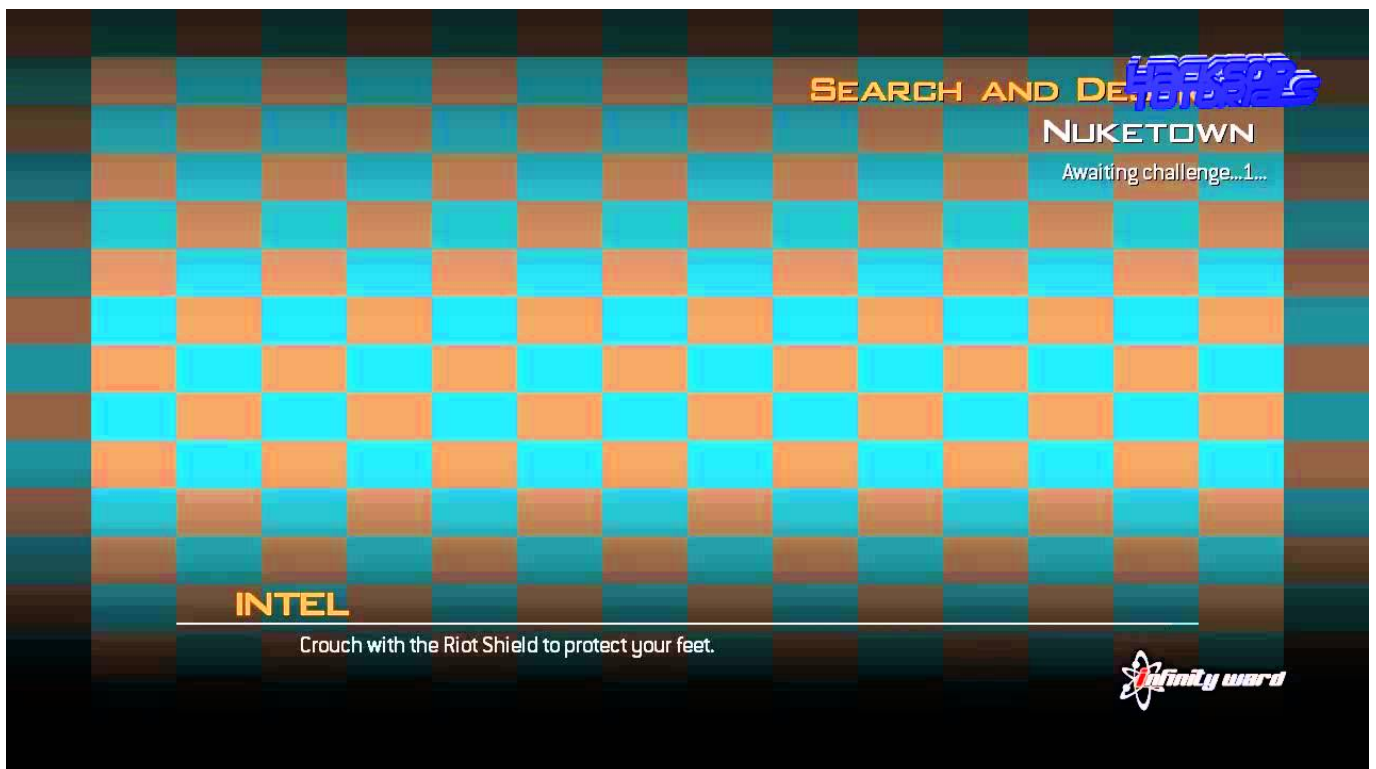 SEARCH AND DE
TUTORIALS
NUKETOWN
Awaiting challenge...1...
INTEL
Crouch with the Riot Shield to protect your feet.
infinity ward